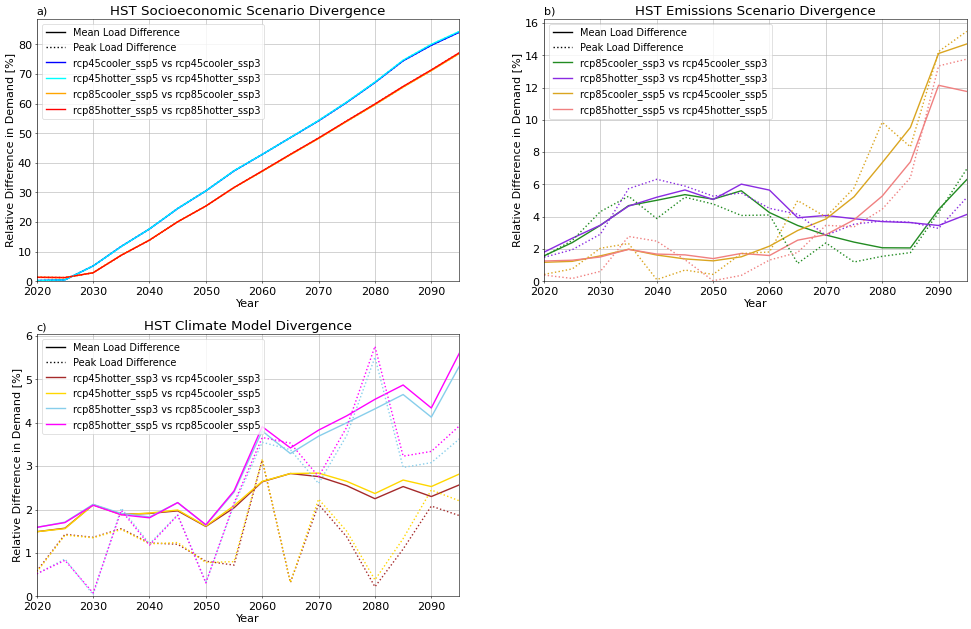 a)
HST Socioeconomic Scenario Divergence
Relative Difference in Demand [%]
80
70
60
50
40
30
20
10
0
Mean Load Difference
Peak Load Difference
rcp45cooler_ssp5 vs rcp45cooler_ssp3
rcp45hotter_ssp5 vs rcp45hotter_ssp3
rcp85cooler_ssp5 vs rcp85cooler_ssp3
rcp85hotter_ssp5 vs rcp85hotter_ssp3
2020 2030 2040 2050 2060 2070 2080 2090
Year
b)
HST Emissions Scenario Divergence
Relative Difference in Demand [%]
16
14
12
10
8
6
4
2
0
Mean Load Difference
Peak Load Difference
rcp85cooler_ssp3 vs rcp45cooler_ssp3
rcp85hotter_ssp3 vs rcp45hotter_ssp3
rcp85cooler_ssp5 vs rcp45cooler_ssp5
rcp85hotter_ssp5 vs rcp45hotter_ssp5
2020 2030 2040 2050 2060 2070 2080 2090
Year
c)
HST Climate Model Divergence
Relative Difference in Demand [%]
6
5
4
3
2
1
0
Mean Load Difference
Peak Load Difference
rcp45hotter_ssp3 vs rcp45cooler_ssp3
rcp45hotter_ssp5 vs rcp45cooler_ssp5
rcp85hotter_ssp3 vs rcp85cooler_ssp3
rcp85hotter_ssp5 vs rcp85cooler_ssp5
2020 2030 2040 2050 2060 2070 2080 2090
Year